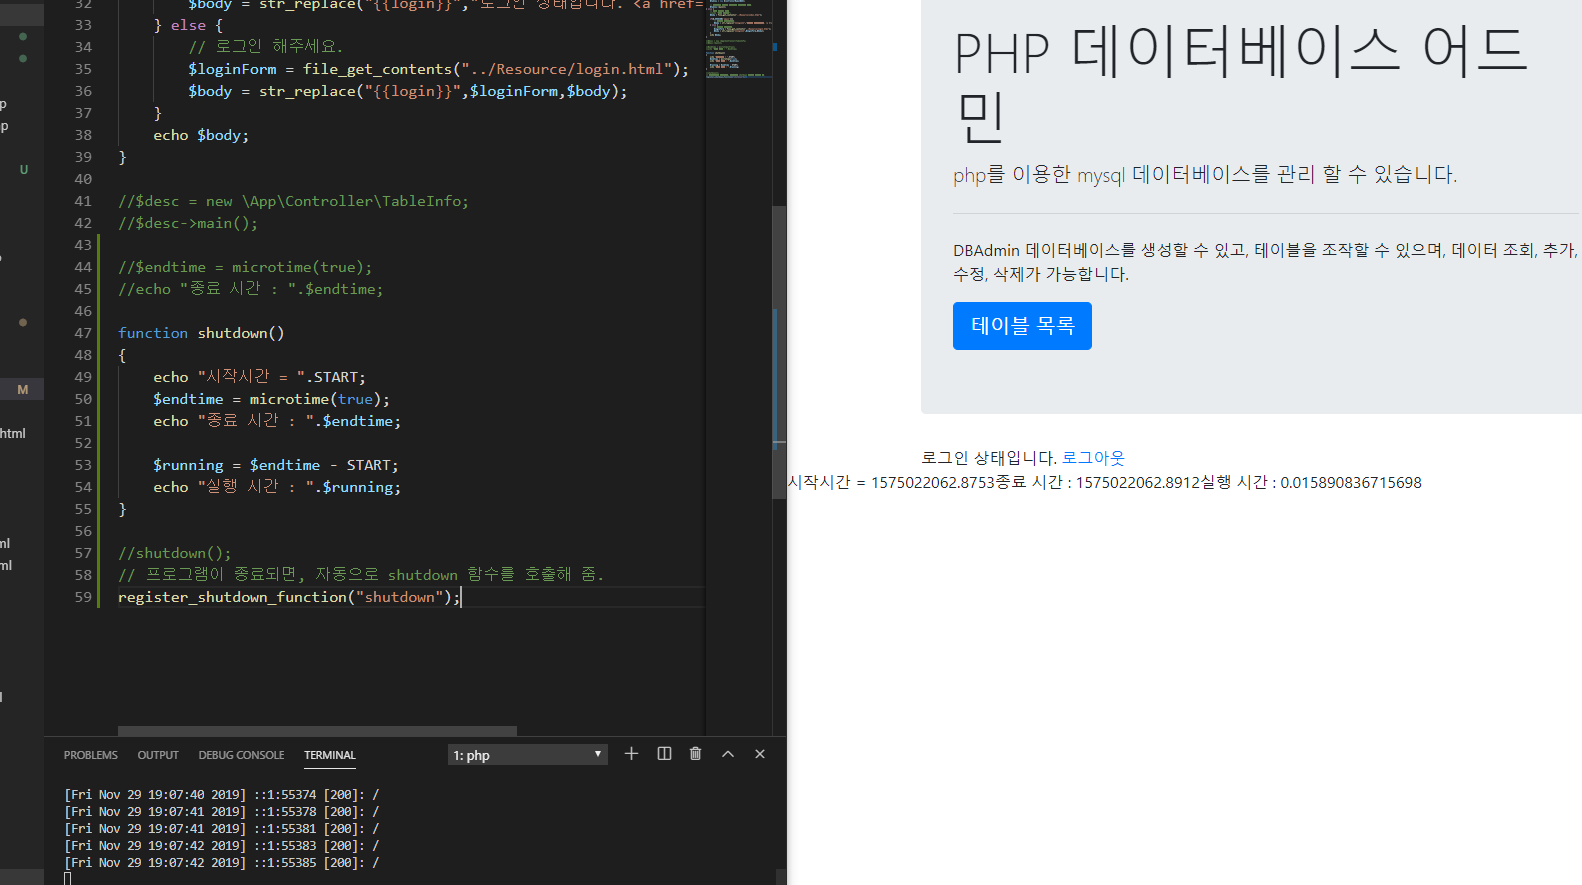 32 $body = str_replace("{{login}}","로그인 상태입니다. <a href=
33 } else {
34 // 로그인 해주세요.
35 $loginForm = file_get_contents("../Resource/login.html");
36 $body = str_replace("{{login}}",$loginForm,$body);
37 }
38 echo $body;
39 }
40
41 //$desc = new \App\Controller\TableInfo;
42 //$desc->main();
43
44 //$endtime = microtime(true);
45 //echo "종료 시간 : ".$endtime;
46
47 function shutdown()
48 {
49 echo "시작시간 = ".START;
50 $endtime = microtime(true);
51 echo "종료 시간 : ".$endtime;
52
53 $running = $endtime - START;
54 echo "실행 시간 : ".$running;
55 }
56
57 //shutdown();
58 // 프로그램이 종료되면, 자동으로 shutdown 함수를 호출해 줌.
59 register_shutdown_function("shutdown");
p
p
U
M
html
ml
ml
PROBLEMS OUTPUT DEBUG CONSOLE TERMINAL 1: php
[Fri Nov 29 19:07:40 2019] ::1:55374 [200]: /
[Fri Nov 29 19:07:41 2019] ::1:55378 [200]: /
[Fri Nov 29 19:07:41 2019] ::1:55381 [200]: /
[Fri Nov 29 19:07:42 2019] ::1:55383 [200]: /
[Fri Nov 29 19:07:42 2019] ::1:55385 [200]: /
PHP 데이터베이스 어드
민
php를 이용한 mysql 데이터베이스를 관리 할 수 있습니다.
DBAdmin 데이터베이스를 생성할 수 있고, 테이블을 조작할 수 있으며, 데이터 조회, 추가,
수정, 삭제가 가능합니다.
테이블 목록
로그인 상태입니다. 로그아웃
시작시간 = 1575022062.8753종료 시간 : 1575022062.8912실행 시간 : 0.015890836715698